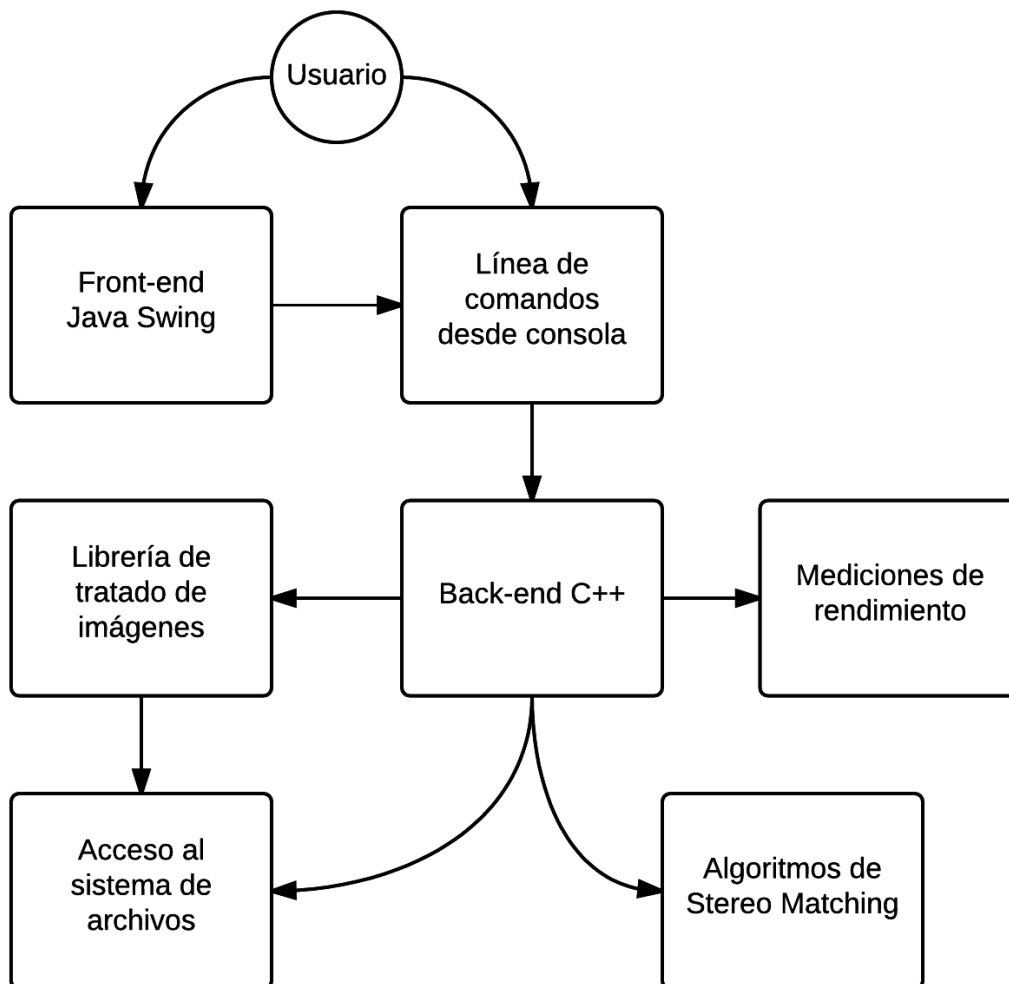 Usuario
Front-end
Java Swing
Línea de
comandos
desde consola
Librería de
tratado de
imágenes
Back-end C++
Mediciones de
rendimiento
Acceso al
sistema de
archivos
Algoritmos de
Stereo Matching